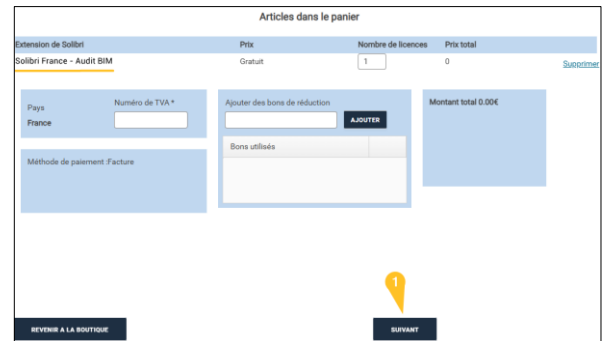 Articles dans le panier
Extension de Solibri Prix Nombre de licences Prix total
Solibri France - Audit BIM Gratuit 1 0 Supprimer
Pays Numéro de TVA *
France
Ajouter des bons de réduction
AJOUTER
Bons utilisés
Montant total 0.00€
Méthode de paiement :Facture
1
REVENIR A LA BOUTIQUE SUIVANT